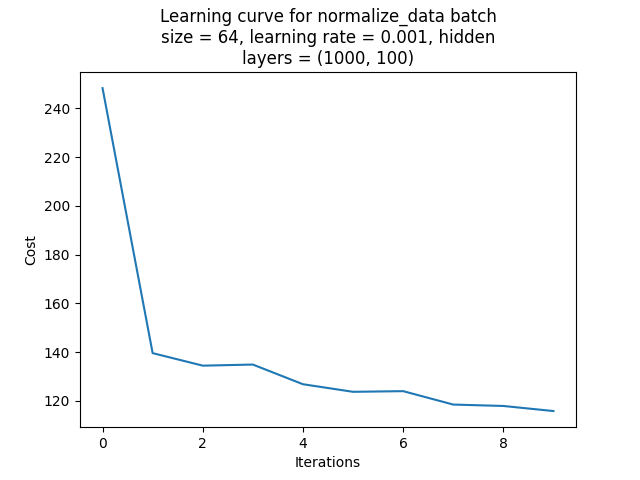 Learning curve for normalize_data batch
size = 64, learning rate = 0.001, hidden
layers = (1000, 100)
240
220
200
180
160
140
120
Cost
0 2 4 6 8
Iterations